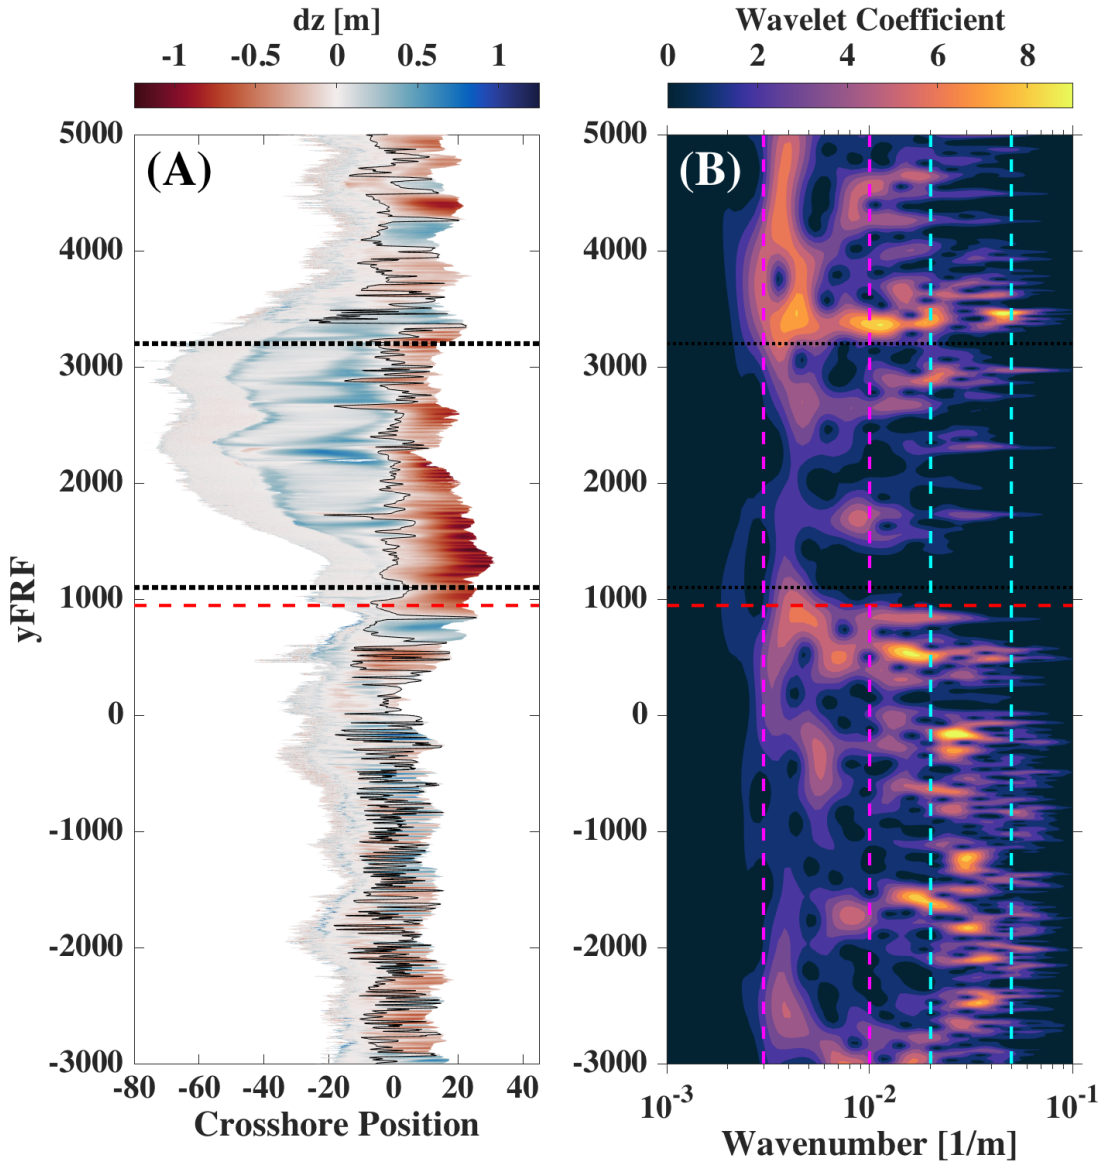 dz [m]
-1 -0.5 0 0.5 1
Wavelet Coefficient
0 2 4 6 8
(A)
(B)
5000
4000
3000
2000
1000
0
-1000
-2000
-3000
yFRF
-80 -60 -40 -20 0 20 40
Crosshore Position
5000
4000
3000
2000
1000
0
-1000
-2000
-3000
10-3 10-2 10-1
Wavenumber [1/m]